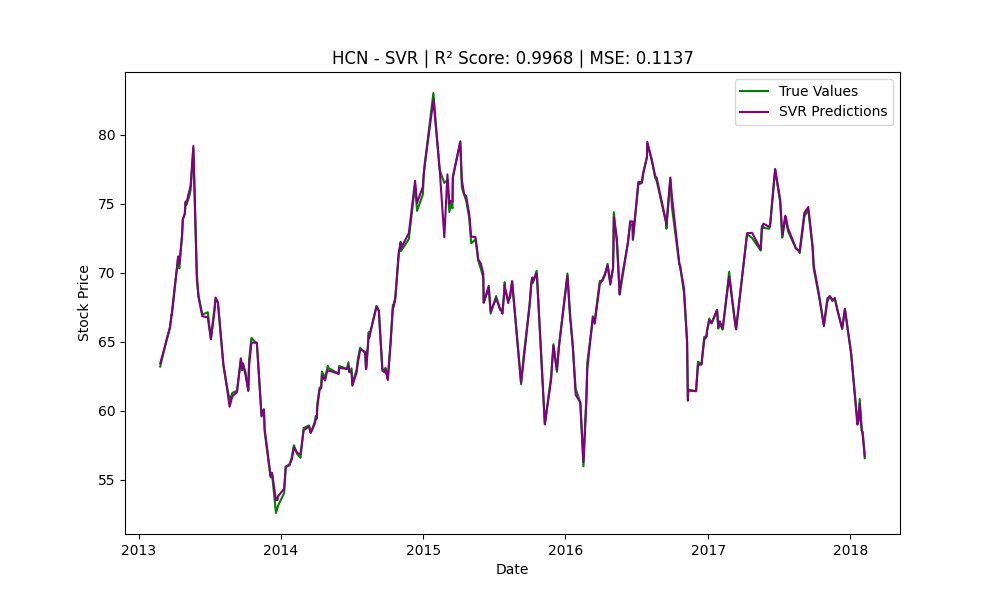 HCN - SVR | R² Score: 0.9968 | MSE: 0.1137
True Values
SVR Predictions
Stock Price
80
75
70
65
60
55
2013 2014 2015 2016 2017 2018
Date